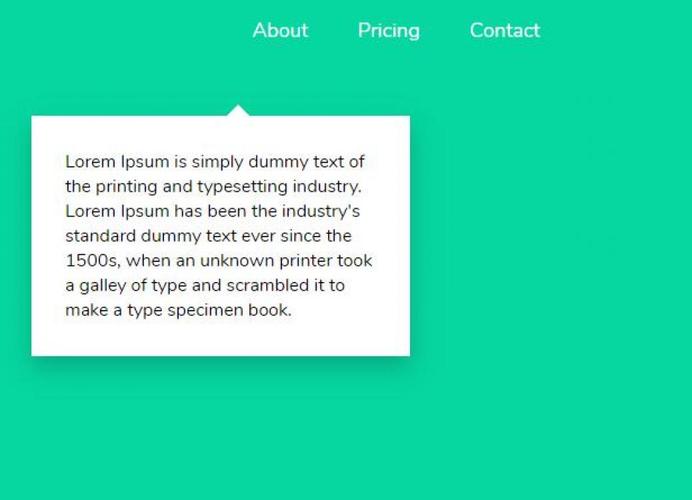 About Pricing Contact
Lorem Ipsum is simply dummy text of
the printing and typesetting industry.
Lorem Ipsum has been the industry's
standard dummy text ever since the
1500s, when an unknown printer took
a galley of type and scrambled it to
make a type specimen book.